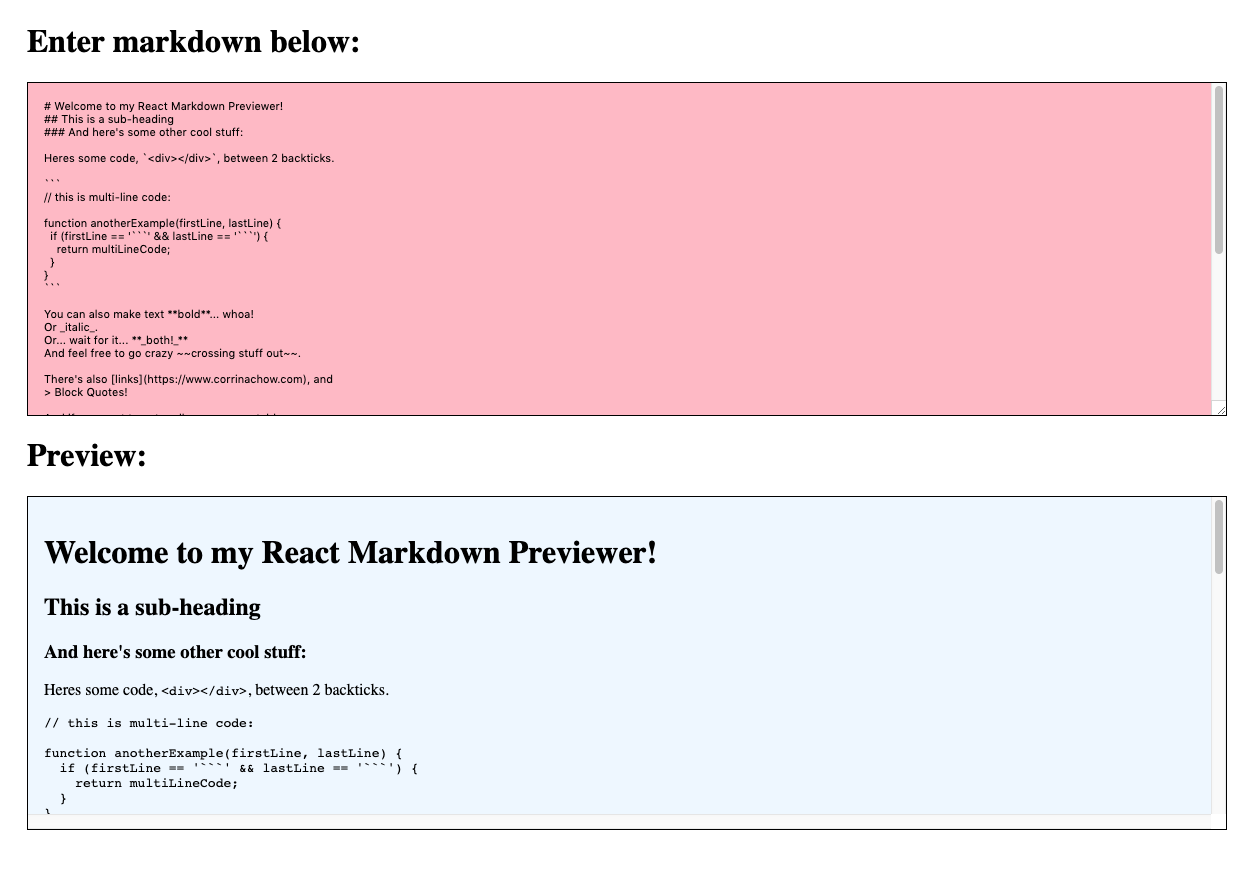 Enter markdown below:
# Welcome to my React Markdown Previewer!
## This is a sub-heading
### And here's some other cool stuff:
Heres some code, `<div></div>`, between 2 backticks.
```
// this is multi-line code:
function anotherExample(firstLine, lastLine) {
  if (firstLine == '```' && lastLine == '```') {
    return multiLineCode;
  }
}
```
You can also make text **bold**... whoa!
Or _italic_.
Or... wait for it... **_both!_**
And feel free to go crazy ~~crossing stuff out~~.
There's also [links](https://www.corrinachow.com), and
> Block Quotes!
Preview:
Welcome to my React Markdown Previewer!
This is a sub-heading
And here's some other cool stuff:
Heres some code, <div></div>, between 2 backticks.
// this is multi-line code:
function anotherExample(firstLine, lastLine) {
  if (firstLine == '```' && lastLine == '```') {
    return multiLineCode;
  }
}